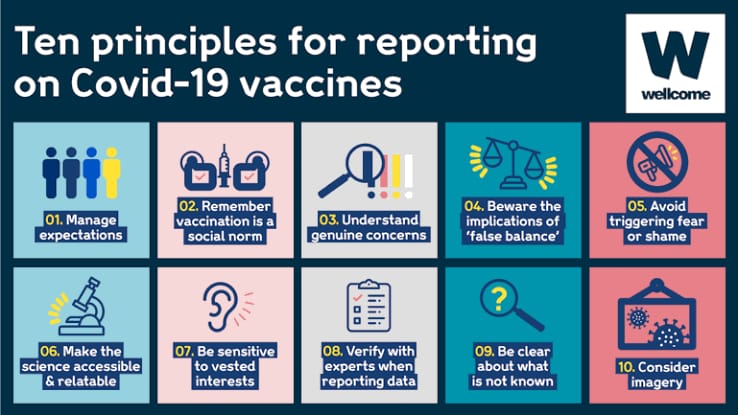 Ten principles for reporting
on Covid-19 vaccines
W
wellcome
01. Manage
expectations
02. Remember
vaccination is a
social norm
03. Understand
genuine concerns
04. Beware the
implications of
‘false balance’
05. Avoid
triggering fear
or shame
06. Make the
science accessible
& relatable
07. Be sensitive
to vested
interests
08. Verify with
experts when
reporting data
?
09. Be clear
about what
is not known
10. Consider
imagery